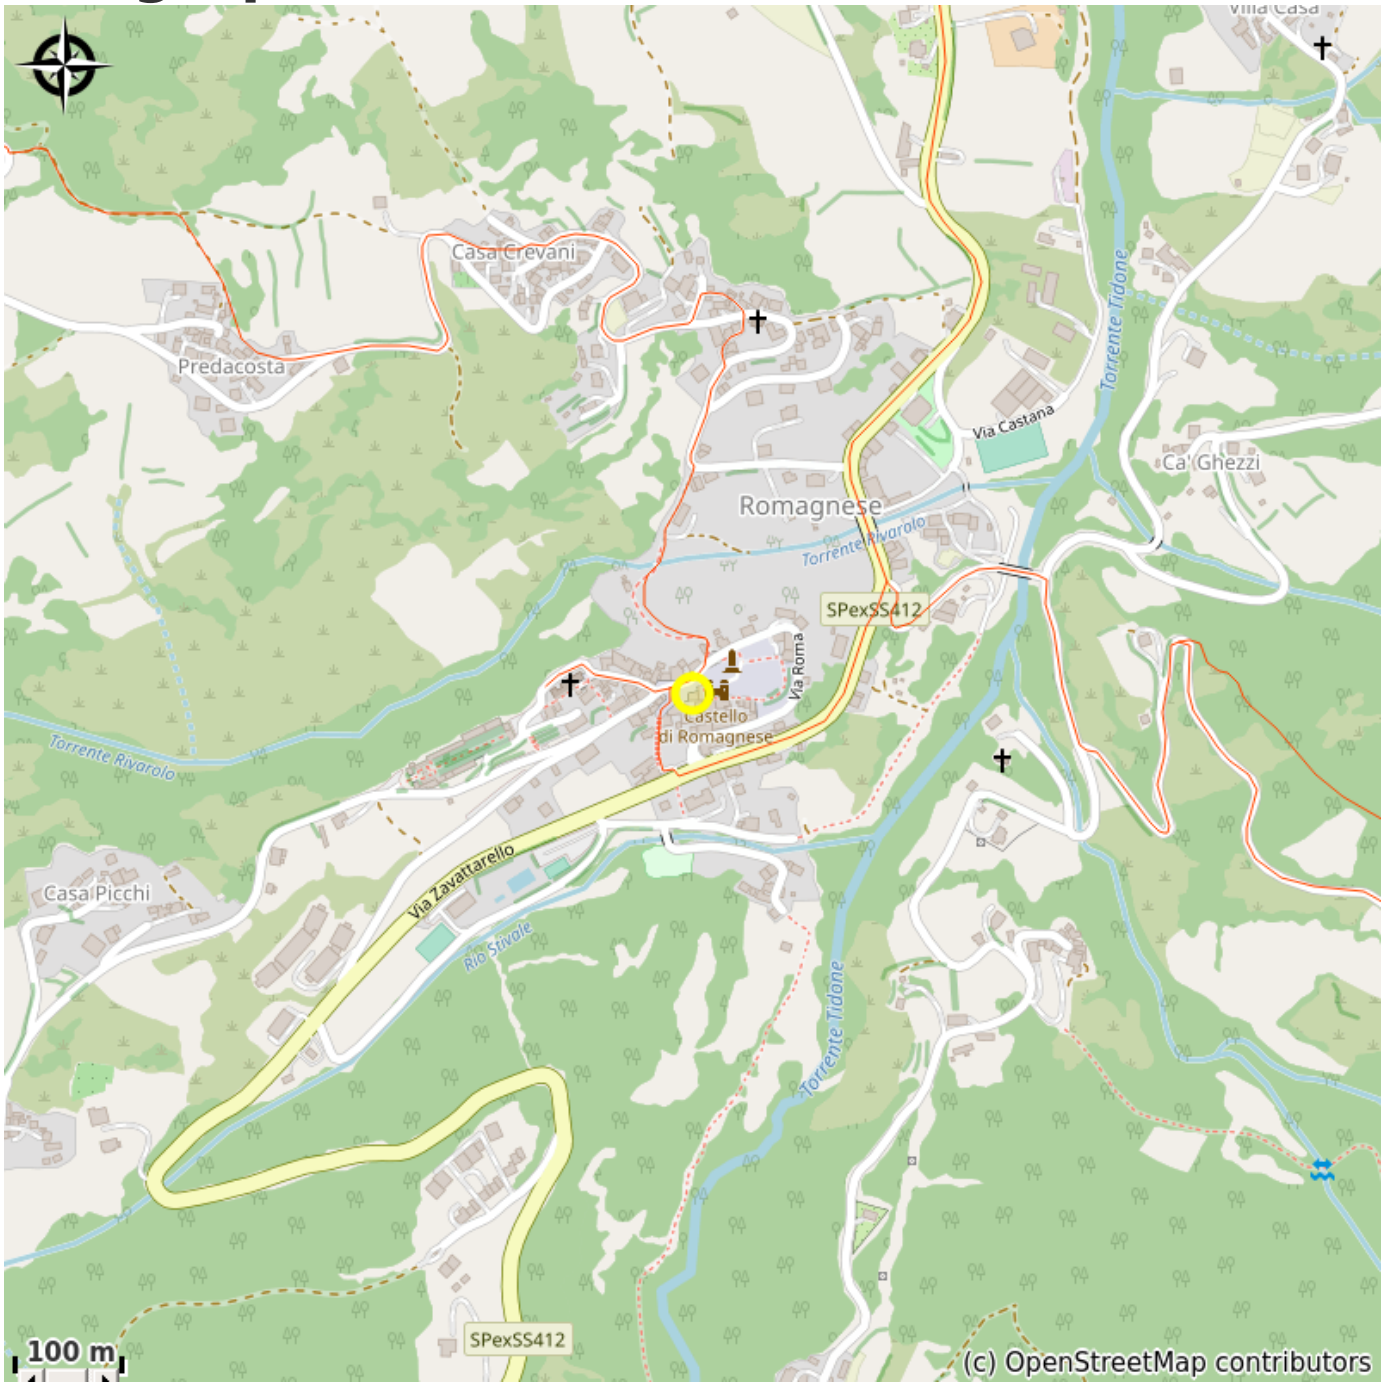 Villa Casa
Casa Crevani
Torrente Tidone
Predacosta
Via Castana
Ca' Ghezzi
Romagnese
Torrente Rivarolo
SPexSS412
Via Roma
Castello
di Romagnese
Torrente Rivarolo
Via Zavattarello
Casa Picchi
Rio Stivale
Torrente Tidone
SPexSS412
100 m
(c) OpenStreetMap contributors